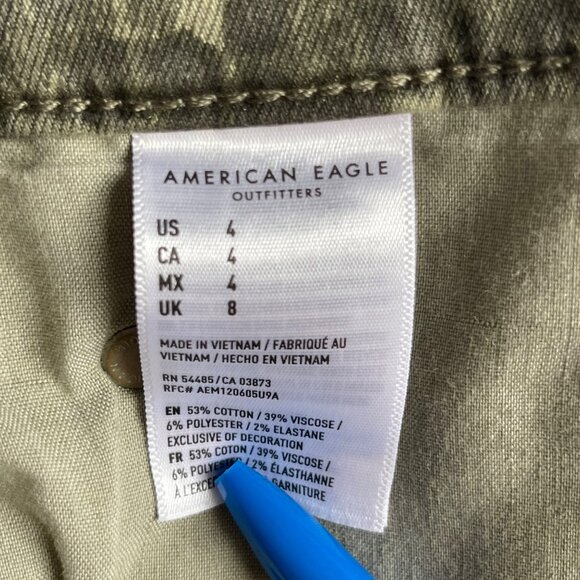 AMERICAN EAGLE
OUTFITTERS
US 4
CA 4
MX 4
UK 8
MADE IN VIETNAM / FABRIQUÉ AU
VIETNAM / HECHO EN VIETNAM
RN 54485 / CA 03873
RFC# AEM120605U9A
EN 53% COTTON / 39% VISCOSE /
6% POLYESTER / 2% ELASTANE
EXCLUSIVE OF DECORATION
FR 53% COTON / 39% VISCOSE /
6% POLYESTER / 2% ÉLASTHANNE
GARNITURE